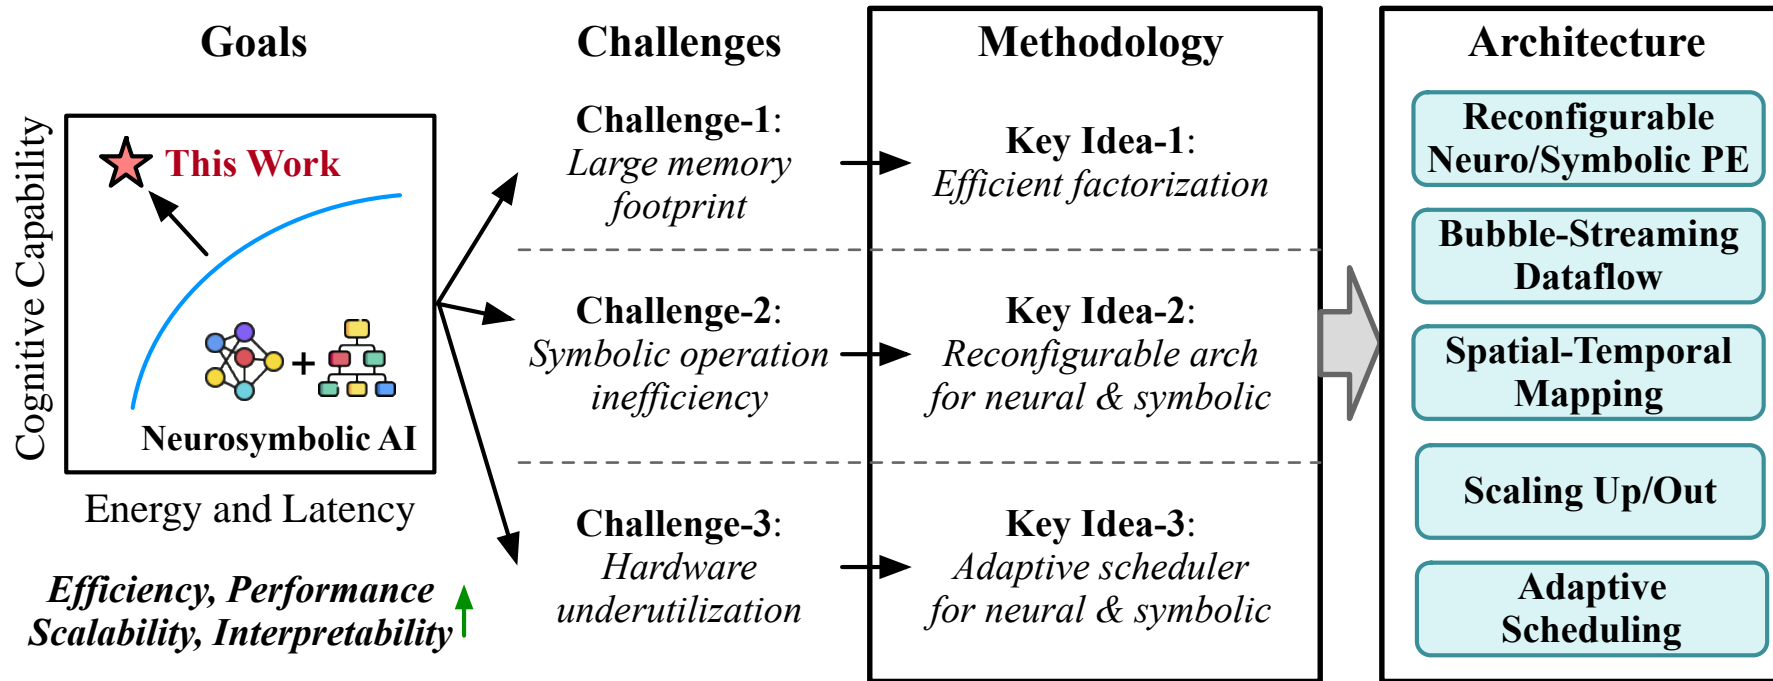 Goals
Cognitive Capability
This Work
+
Neurosymbolic AI
Energy and Latency
Efficiency, Performance
Scalability, Interpretability
Challenges
Challenge-1:
Large memory
footprint
Challenge-2:
Symbolic operation
inefficiency
Challenge-3:
Hardware
underutilization
Methodology
Key Idea-1:
Efficient factorization
Key Idea-2:
Reconfigurable arch
for neural & symbolic
Key Idea-3:
Adaptive scheduler
for neural & symbolic
Architecture
Reconfigurable
Neuro/Symbolic PE
Bubble-Streaming
Dataflow
Spatial-Temporal
Mapping
Scaling Up/Out
Adaptive
Scheduling